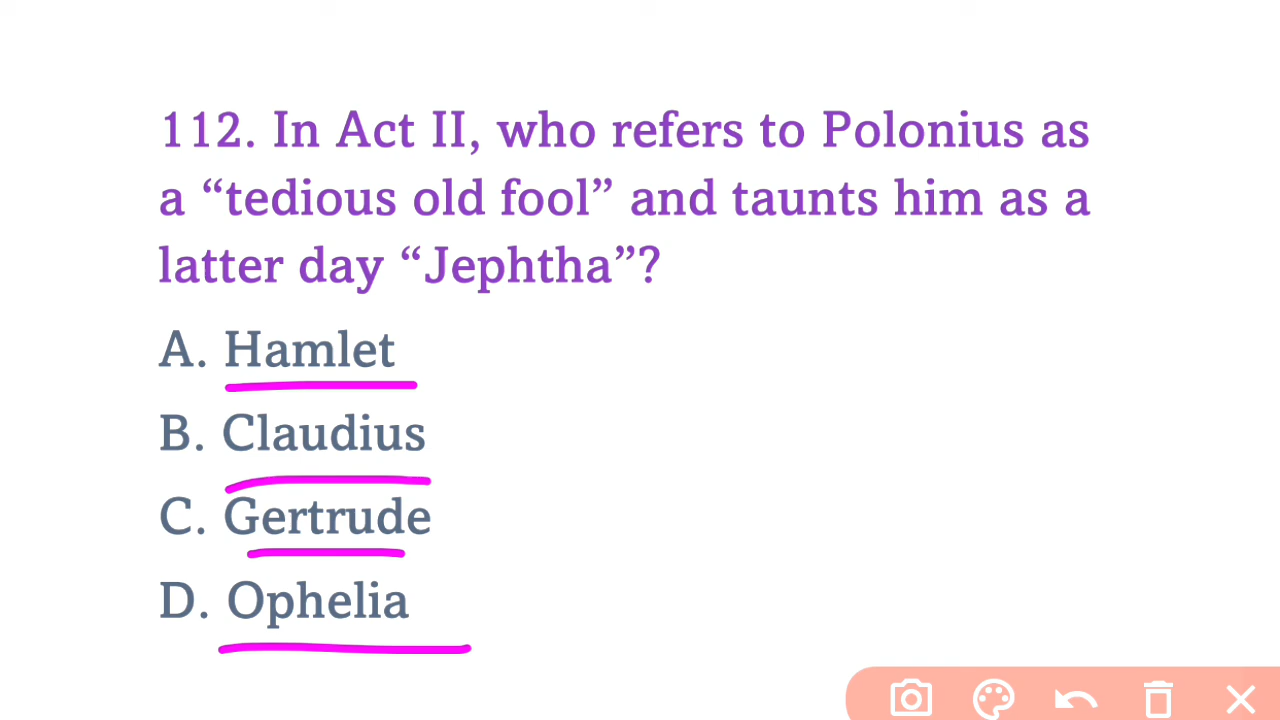 112. In Act II, who refers to Polonius as
a “tedious old fool” and taunts him as a
latter day “Jephtha”?
A. Hamlet
B. Claudius
C. Gertrude
D. Ophelia